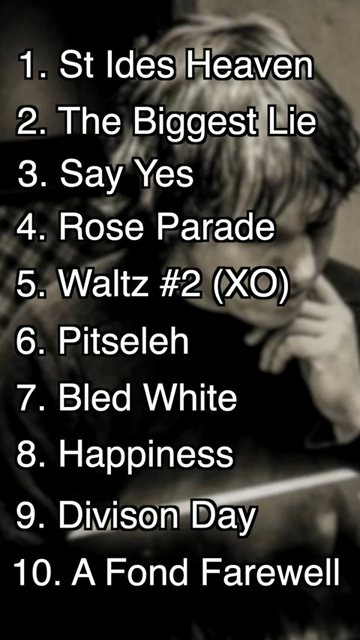 1. St Ides Heaven
2. The Biggest Lie
3. Say Yes
4. Rose Parade
5. Waltz #2 (XO)
6. Pitseleh
7. Bled White
8. Happiness
9. Divison Day
10. A Fond Farewell